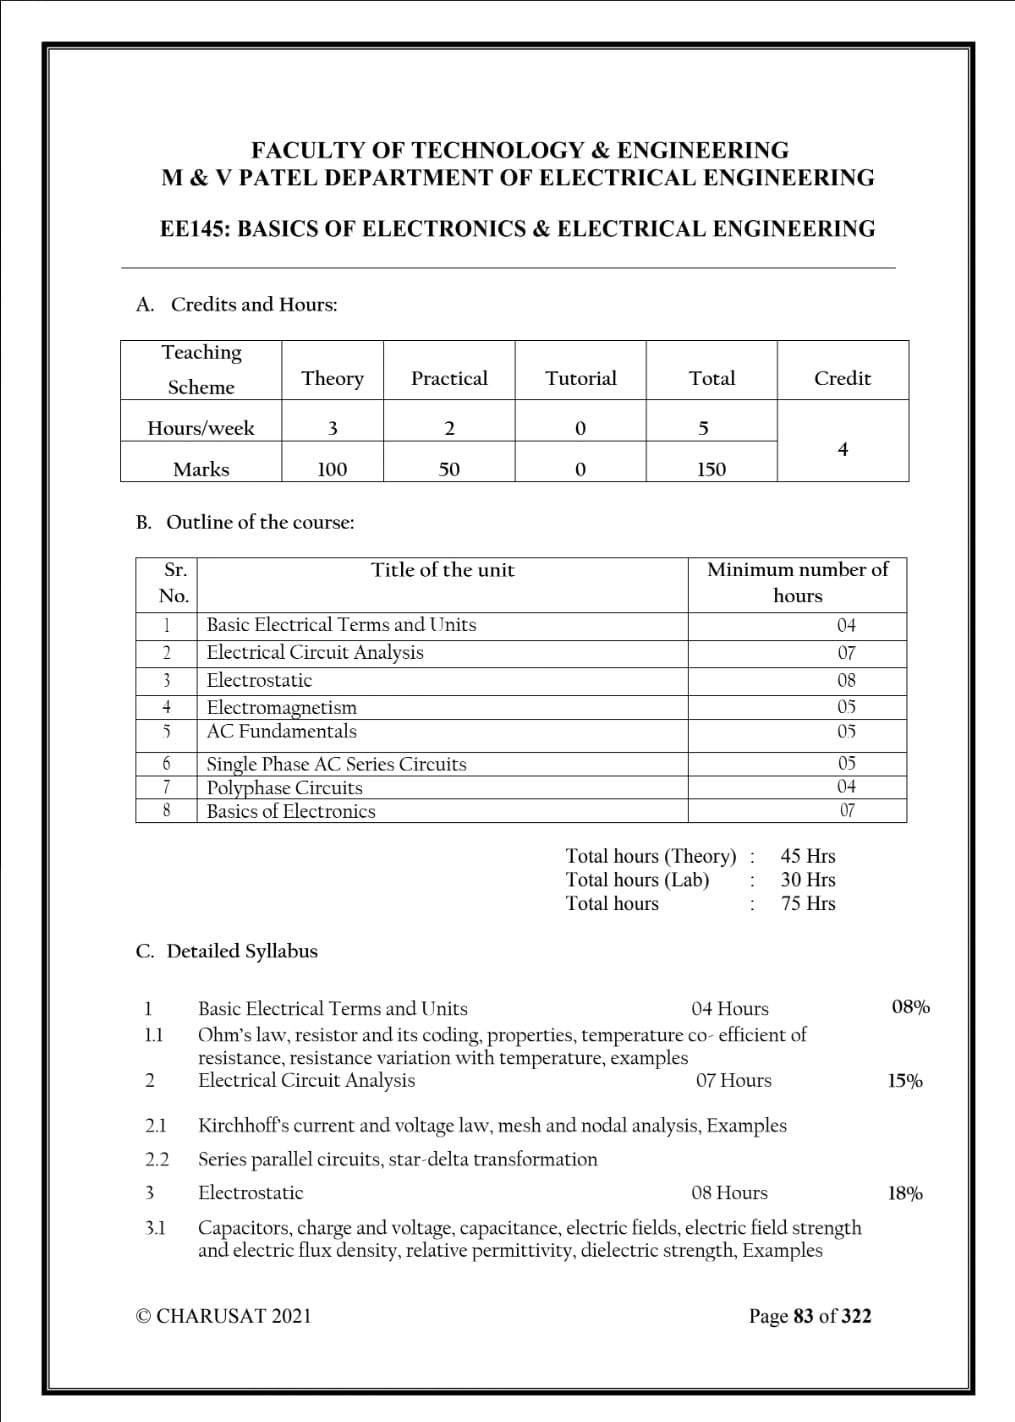 FACULTY OF TECHNOLOGY & ENGINEERING
M & V PATEL DEPARTMENT OF ELECTRICAL ENGINEERING
EE145: BASICS OF ELECTRONICS & ELECTRICAL ENGINEERING
A. Credits and Hours:
Teaching Scheme Theory Practical Tutorial Total Credit
Hours/week 3 2 0 5 4
Marks 100 50 0 150
B. Outline of the course:
Sr. No. Title of the unit Minimum number of hours
1 Basic Electrical Terms and Units 04
2 Electrical Circuit Analysis 07
3 Electrostatic 08
4 Electromagnetism 05
5 AC Fundamentals 05
6 Single Phase AC Series Circuits 05
7 Polyphase Circuits 04
8 Basics of Electronics 07
Total hours (Theory) : 45 Hrs
Total hours (Lab) : 30 Hrs
Total hours : 75 Hrs
C. Detailed Syllabus
1 Basic Electrical Terms and Units 04 Hours 08%
1.1 Ohm's law, resistor and its coding, properties, temperature co- efficient of
resistance, resistance variation with temperature, examples
2 Electrical Circuit Analysis 07 Hours 15%
2.1 Kirchhoff's current and voltage law, mesh and nodal analysis, Examples
2.2 Series parallel circuits, star-delta transformation
3 Electrostatic 08 Hours 18%
3.1 Capacitors, charge and voltage, capacitance, electric fields, electric field strength
and electric flux density, relative permittivity, dielectric strength, Examples
© CHARUSAT 2021 Page 83 of 322